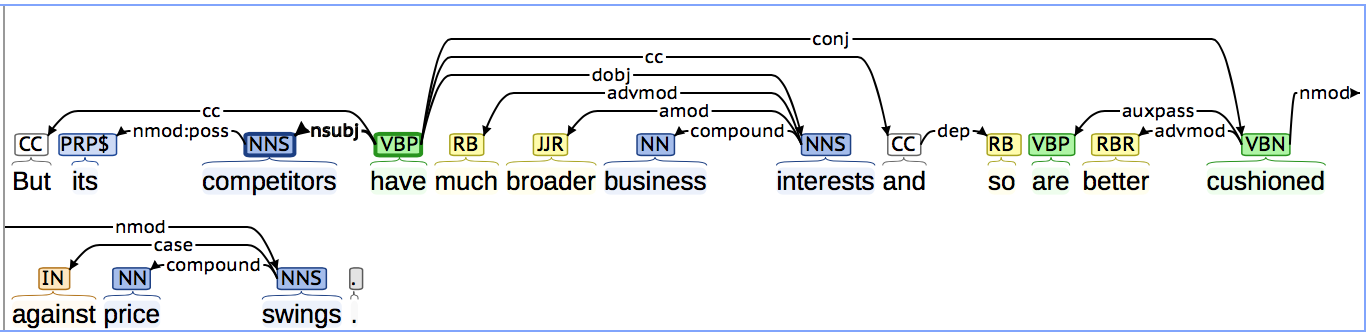 conj
cc
dobj
advmod
cc amod auxpass nmod
nmod:poss nsubj compound dep advmod
CC PRP$ NNS VBP RB JJR NN NNS CC RB VBP RBR VBN
But its competitors have much broader business interests and so are better cushioned
nmod
case
compound
IN NN NNS .
against price swings .